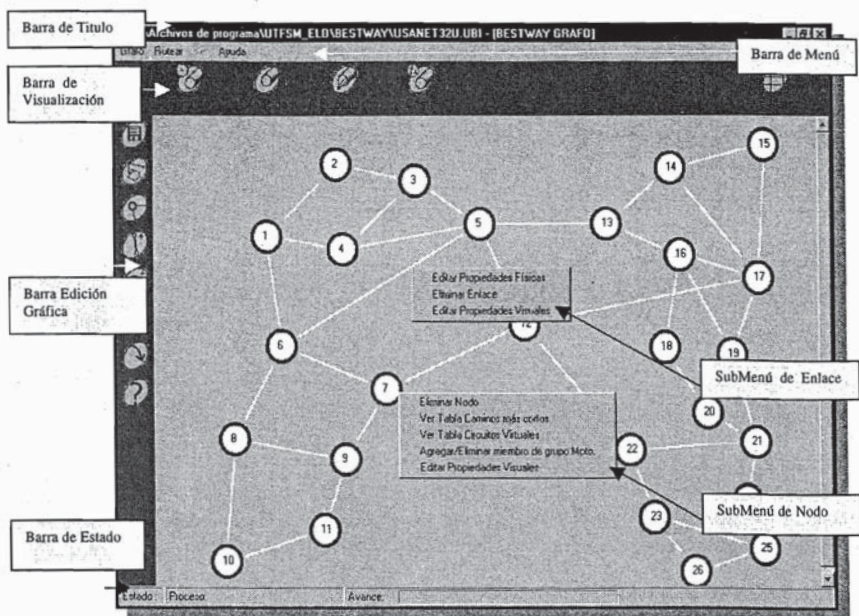 Barra de Titulo
\Archivos de programa\UTFSM_ELO\BESTWAY\USANET32U.UBI - [BESTWAY GRAFO]
Grafo Rutear Ayuda
Barra de Menú
Barra de
Visualización
15
2
14
3
5
13
1
4
16
17
Editar Propiedades Físicas
Eliminar Enlace
Editar Propiedades Virtuales
Barra Edición
Gráfica
12
6
18
19
SubMenú de Enlace
7
Eliminar Nodo
Ver Tabla Caminos más cortos
Ver Tabla Circuitos Virtuales
Agregar/Eliminar miembro de grupo Moto.
Editar Propiedades Visuales
20
8
21
22
9
SubMenú de Nodo
23
11
Barra de Estado
25
10
26
Estado: Proceso: Avance: